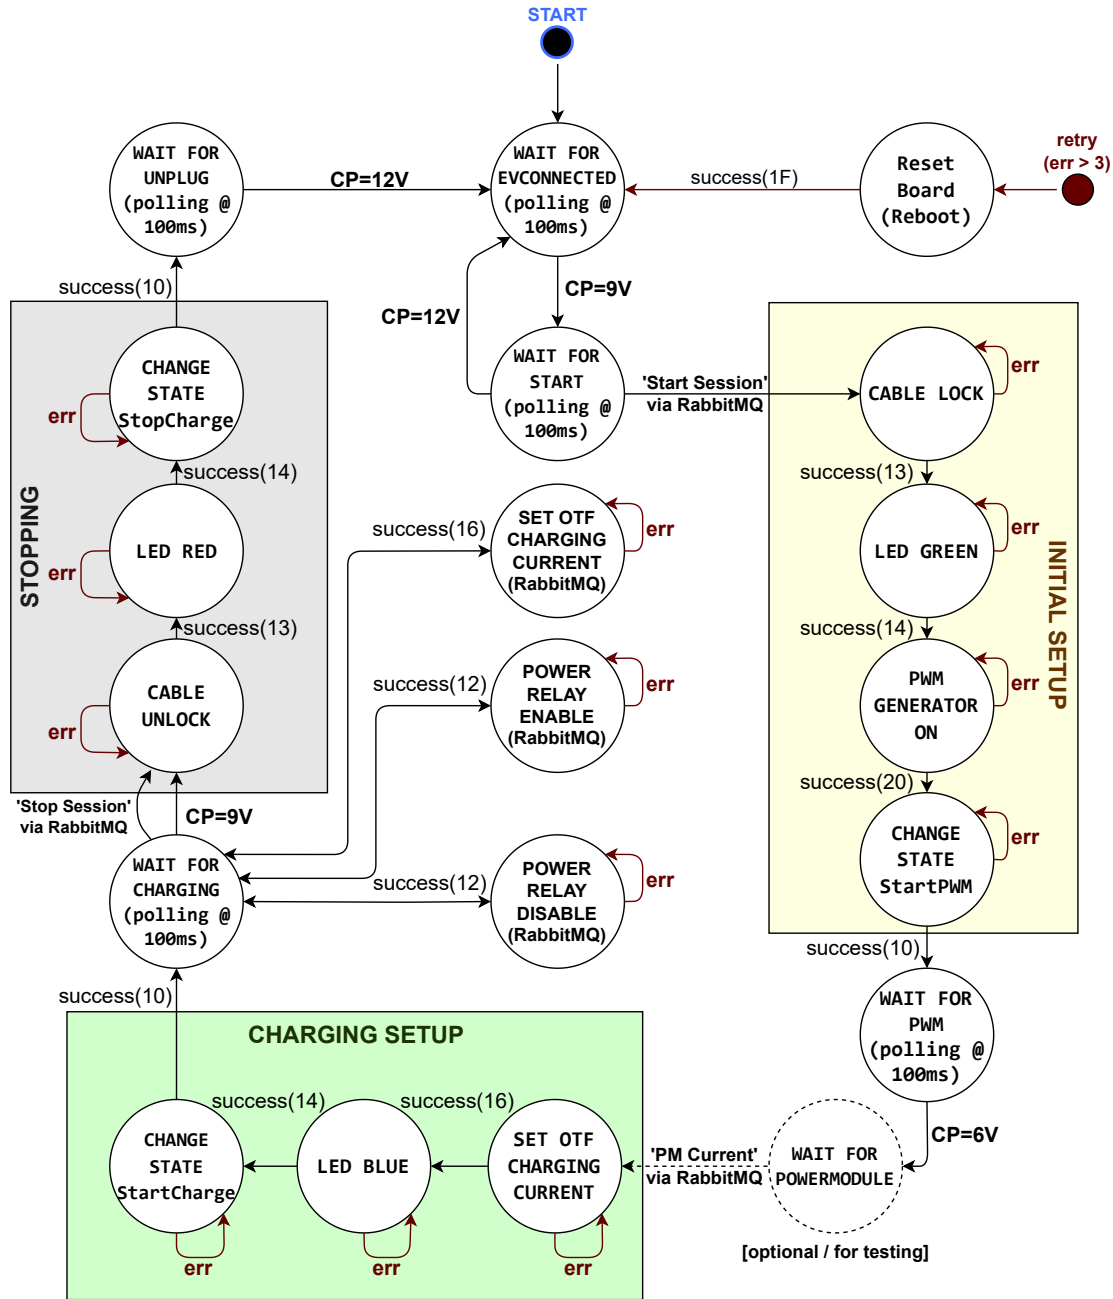 START
WAIT FOR
UNPLUG
(polling @
100ms)
CP=12V
WAIT FOR
EVCONNECTED
(polling @
100ms)
success(1F)
Reset
Board
(Reboot)
retry
(err > 3)
success(10)
CP=9V
CP=12V
STOPPING
CHANGE
STATE
StopCharge
err
success(14)
LED RED
err
success(13)
CABLE
UNLOCK
err
'Stop Session'
via RabbitMQ
CP=9V
WAIT FOR
START
(polling @
100ms)
'Start Session'
via RabbitMQ
INITIAL SETUP
CABLE LOCK
err
success(13)
LED GREEN
err
success(14)
PWM
GENERATOR
ON
err
success(20)
CHANGE
STATE
StartPWM
err
success(10)
success(16)
SET OTF
CHARGING
CURRENT
(RabbitMQ)
err
success(12)
POWER
RELAY
ENABLE
(RabbitMQ)
err
success(12)
POWER
RELAY
DISABLE
(RabbitMQ)
err
WAIT FOR
CHARGING
(polling @
100ms)
success(10)
WAIT FOR
PWM
(polling @
100ms)
CP=6V
WAIT FOR
POWERMODULE
[optional / for testing]
'PM Current'
via RabbitMQ
CHARGING SETUP
SET OTF
CHARGING
CURRENT
err
success(16)
LED BLUE
err
success(14)
CHANGE
STATE
StartCharge
err